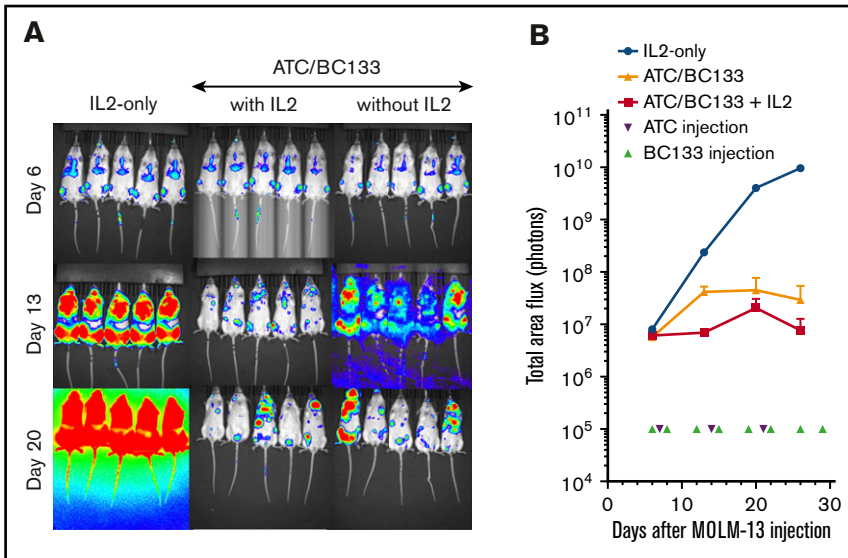 A
ATC/BC133
IL2-only
with IL2
without IL2
Day 6
Day 13
Day 20
B
IL2-only
ATC/BC133
ATC/BC133 + IL2
ATC injection
BC133 injection
Total area flux (photons)
10^11
10^10
10^9
10^8
10^7
10^6
10^5
10^4
0 10 20 30
Days after MOLM-13 injection